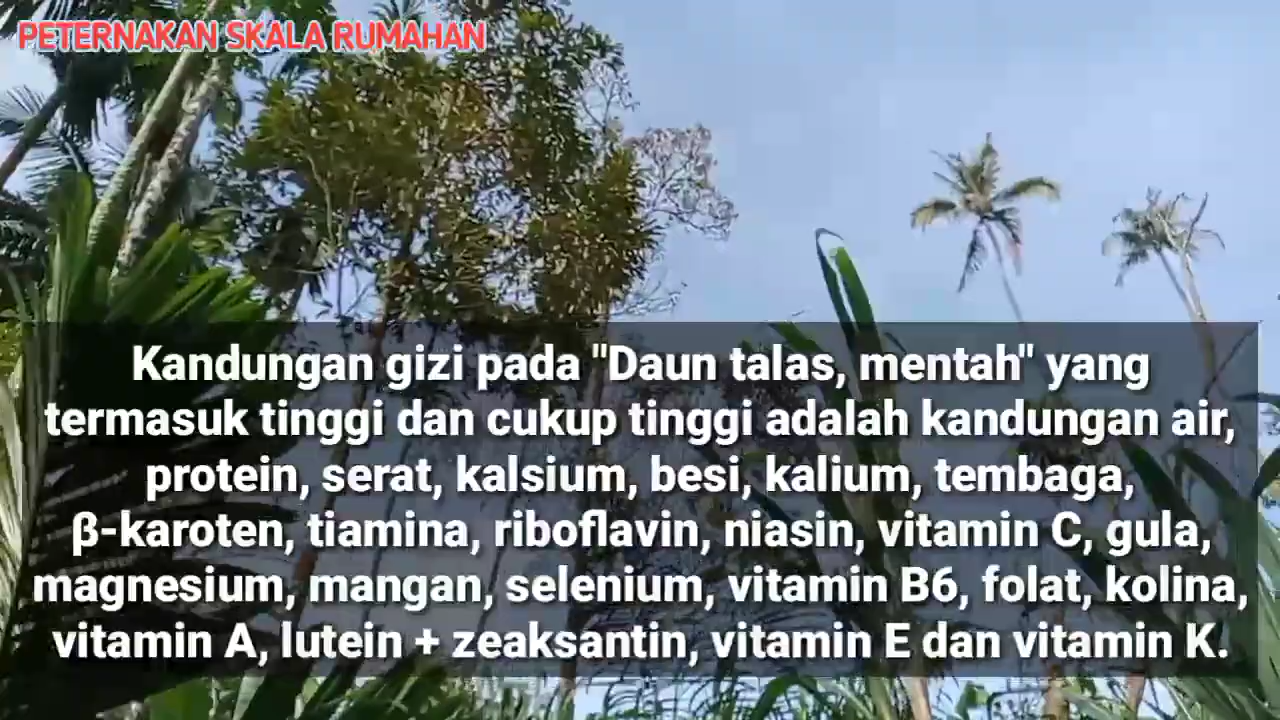 PETERNAKAN SKALA RUMAHAN
Kandungan gizi pada "Daun talas, mentah" yang
termasuk tinggi dan cukup tinggi adalah kandungan air,
protein, serat, kalsium, besi, kalium, tembaga,
β-karoten, tiamina, riboflavin, niasin, vitamin C, gula,
magnesium, mangan, selenium, vitamin B6, folat, kolina,
vitamin A, lutein + zeaksantin, vitamin E dan vitamin K.